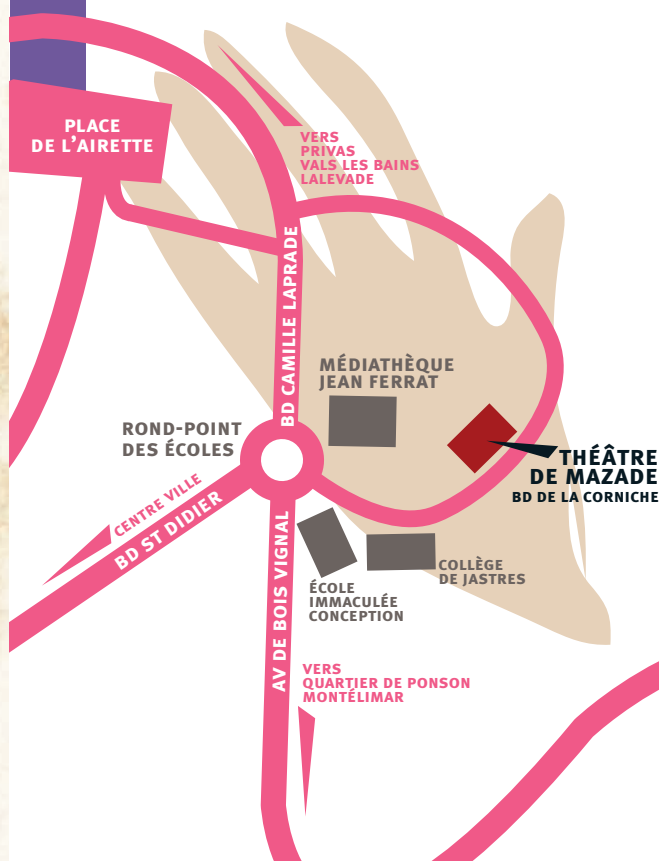 PLACE
DE L'AIRETTE
VERS
PRIVAS
VALS LES BAINS
LALEVADE
BD CAMILLE LAPRADE
MÉDIATHÈQUE
JEAN FERRAT
ROND-POINT
DES ÉCOLES
THÉÂTRE
DE MAZADE
BD DE LA CORNICHE
CENTRE VILLE
BD ST DIDIER
AV DE BOIS VIGNAL
ÉCOLE
IMMACULÉE
CONCEPTION
COLLÈGE
DE JASTRES
VERS
QUARTIER DE PONSON
MONTÉLIMAR